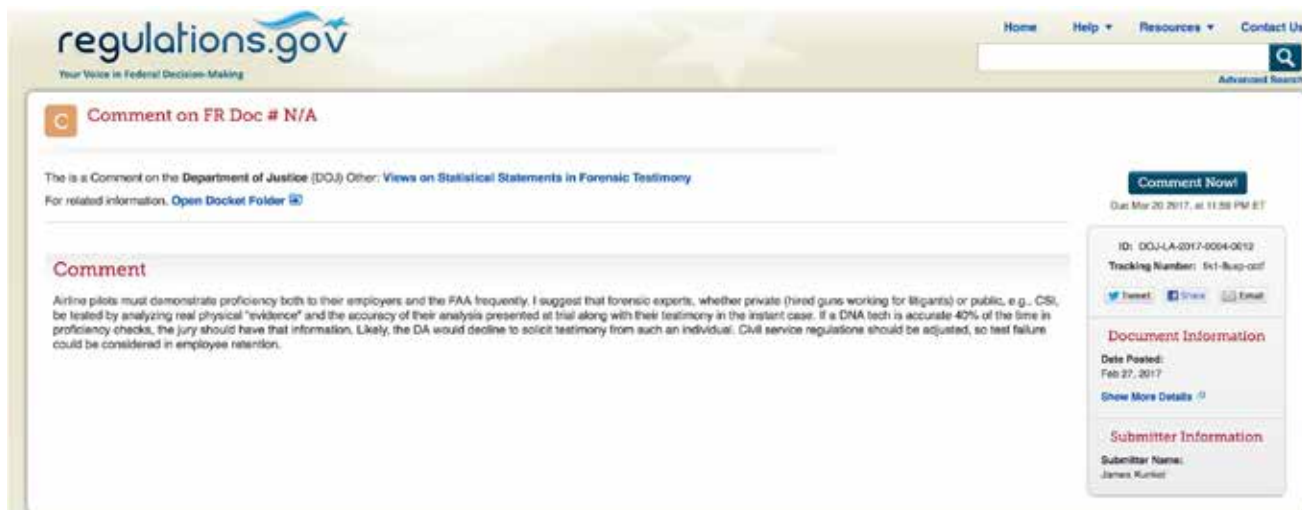 regulations.gov
Your Voice in Federal Decision-Making
Home Help Resources Contact Us
Advanced Search
C Comment on FR Doc # N/A
The is a Comment on the Department of Justice (DOJ) Other: Views on Statistical Statements in Forensic Testimony
For related information, Open Docket Folder
Comment Now!
Due Mar 20 2017, at 11:59 PM ET
Comment
Airline pilots must demonstrate proficiency both to their employers and the FAA frequently. I suggest that forensic experts, whether private (hired guns working for litigants) or public, e.g., CSI,
be tested by analyzing real physical "evidence" and the accuracy of their analysis presented at trial along with their testimony in the instant case. If a DNA tech is accurate 40% of the time in
proficiency checks, the jury should have that information. Likely, the DA would decline to solicit testimony from such an individual. Civil service regulations should be adjusted, so test failure
could be considered in employee retention.
ID: DOJ-LA-2017-0004-0012
Tracking Number:
Tweet Share Email
Document Information
Date Posted:
Feb 27, 2017
Show More Details
Submitter Information
Submitter Name:
James Kunkel